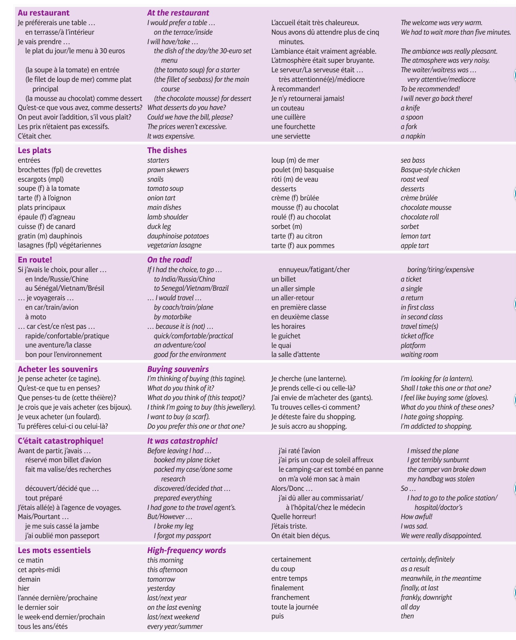 Au restaurant At the restaurant
Je préférerais une table … I would prefer a table …
en terrasse/à l'intérieur on the terrace/inside
Je vais prendre … I will have/take …
le plat du jour/le menu à 30 euros the dish of the day/the 30-euro set
menu
(la soupe à la tomate) en entrée (the tomato soup) for a starter
(le filet de loup de mer) comme plat (the fillet of seabass) for the main
principal course
(la mousse au chocolat) comme dessert (the chocolate mousse) for dessert
Qu'est-ce que vous avez, comme desserts? What desserts do you have?
On peut avoir l'addition, s'il vous plaît? Could we have the bill, please?
Les prix n'étaient pas excessifs. The prices weren't excessive.
C'était cher. It was expensive.
L'accueil était très chaleureux. The welcome was very warm.
Nous avons dû attendre plus de cinq We had to wait more than five minutes.
minutes.
L'ambiance était vraiment agréable. The ambiance was really pleasant.
L'atmosphère était super bruyante. The atmosphere was very noisy.
Le serveur/La serveuse était … The waiter/waitress was …
très attentionné(e)/médiocre very attentive/mediocre
À recommander! To be recommended!
Je n'y retournerai jamais! I will never go back there!
un couteau a knife
une cuillère a spoon
une fourchette a fork
une serviette a napkin
Les plats The dishes
entrées starters
brochettes (fpl) de crevettes prawn skewers
escargots (mpl) snails
soupe (f) à la tomate tomato soup
tarte (f) à l'oignon onion tart
plats principaux main dishes
épaule (f) d'agneau lamb shoulder
cuisse (f) de canard duck leg
gratin (m) dauphinois dauphinoise potatoes
lasagnes (fpl) végétariennes vegetarian lasagne
loup (m) de mer sea bass
poulet (m) basquaise Basque-style chicken
rôti (m) de veau roast veal
desserts desserts
crème (f) brûlée crème brûlée
mousse (f) au chocolat chocolate mousse
roulé (f) au chocolat chocolate roll
sorbet (m) sorbet
tarte (f) au citron lemon tart
tarte (f) aux pommes apple tart
En route! On the road!
Si j'avais le choix, pour aller … If I had the choice, to go …
en Inde/Russie/Chine to India/Russia/China
au Sénégal/Vietnam/Brésil to Senegal/Vietnam/Brazil
… je voyagerais … … I would travel …
en car/train/avion by coach/train/plane
à moto by motorbike
… car c'est/ce n'est pas … … because it is (not) …
rapide/confortable/pratique quick/comfortable/practical
une aventure/la classe an adventure/cool
bon pour l'environnement good for the environment
ennuyeux/fatigant/cher boring/tiring/expensive
un billet a ticket
un aller simple a single
un aller-retour a return
en première classe in first class
en deuxième classe in second class
les horaires travel time(s)
le guichet ticket office
le quai platform
la salle d'attente waiting room
Acheter les souvenirs Buying souvenirs
Je pense acheter (ce tagine). I'm thinking of buying (this tagine).
Qu'est-ce que tu en penses? What do you think of it?
Que penses-tu de (cette théière)? What do you think of (this teapot)?
Je crois que je vais acheter (ces bijoux). I think I'm going to buy (this jewellery).
Je veux acheter (un foulard). I want to buy (a scarf).
Tu préfères celui-ci ou celui-là? Do you prefer this one or that one?
Je cherche (une lanterne). I'm looking for (a lantern).
Je prends celle-ci ou celle-là? Shall I take this one or that one?
J'ai envie de m'acheter des (gants). I feel like buying some (gloves).
Tu trouves celles-ci comment? What do you think of these ones?
Je déteste faire du shopping. I hate going shopping.
Je suis accro au shopping. I'm addicted to shopping.
C'était catastrophique! It was catastrophic!
Avant de partir, j'avais … Before leaving I had …
réservé mon billet d'avion booked my plane ticket
fait ma valise/des recherches packed my case/done some
research
découvert/décidé que … discovered/decided that …
tout préparé prepared everything
J'étais allé(e) à l'agence de voyages. I had gone to the travel agent's.
Mais/Pourtant … But/However …
je me suis cassé la jambe I broke my leg
j'ai oublié mon passeport I forgot my passport
j'ai raté l'avion I missed the plane
j'ai pris un coup de soleil affreux I got terribly sunburnt
le camping-car est tombé en panne the camper van broke down
on m'a volé mon sac à main my handbag was stolen
Alors/Donc … So …
j'ai dû aller au commissariat/ I had to go to the police station/
à l'hôpital/chez le médecin hospital/doctor's
Quelle horreur! How awful!
J'étais triste. I was sad.
On était bien déçus. We were really disappointed.
Les mots essentiels High-frequency words
ce matin this morning
cet après-midi this afternoon
demain tomorrow
hier yesterday
l'année dernière/prochaine last/next year
le dernier soir on the last evening
le week-end dernier/prochain last/next weekend
tous les ans/étés every year/summer
certainement certainly, definitely
du coup as a result
entre temps meanwhile, in the meantime
finalement finally, at last
franchement frankly, downright
toute la journée all day
puis then